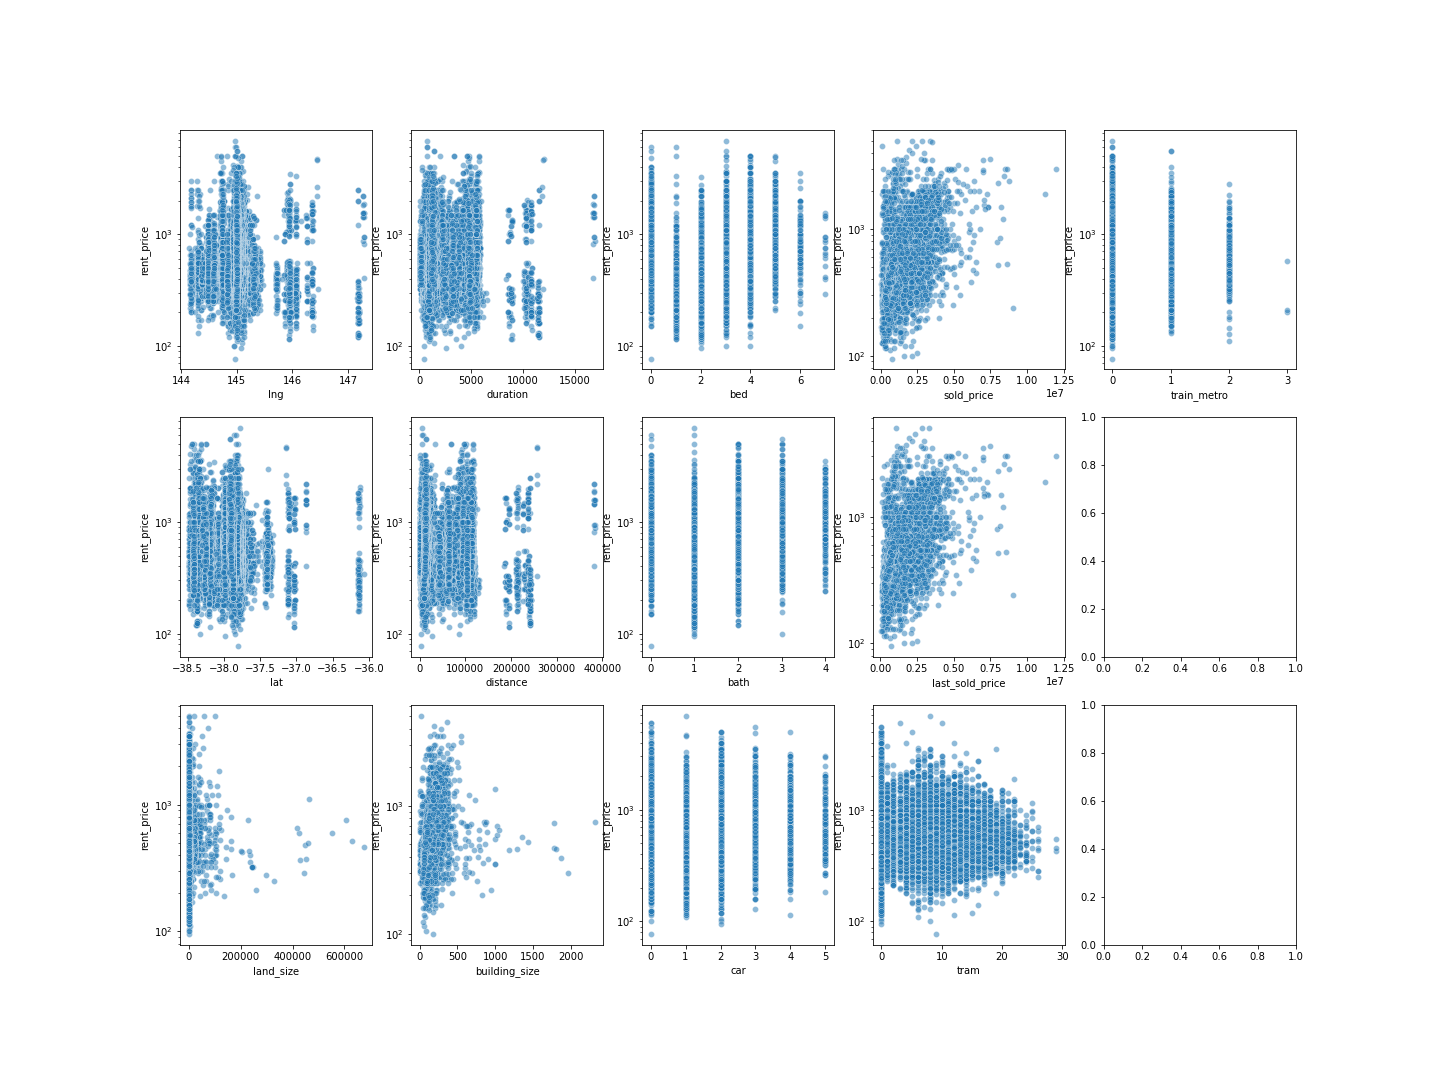 rent_price rent_price rent_price rent_price rent_price
10³ 10³ 10³ 10³ 10³
10² 10² 10² 10² 10²
144 145 146 147 0 5000 10000 15000 0 2 4 6 0.00 0.25 0.50 0.75 1.00 1.25 0 1 2 3
1e7
lng duration bed sold_price train_metro
rent_price rent_price rent_price rent_price 1.0
0.8
10³ 10³ 10³ 10³ 0.6
0.4
0.2
10² 10² 10² 10² 0.0
−38.5 −38.0 −37.5 −37.0 −36.5 −36.0 0 100000 200000 300000 400000 0 1 2 3 4 0.00 0.25 0.50 0.75 1.00 1.25 0.0 0.2 0.4 0.6 0.8 1.0
1e7
lat distance bath last_sold_price
rent_price rent_price rent_price rent_price 1.0
0.8
10³ 10³ 10³ 10³ 0.6
0.4
0.2
10² 10² 10² 10² 0.0
0 200000 400000 600000 0 500 1000 1500 2000 0 1 2 3 4 5 0 10 20 30 0.0 0.2 0.4 0.6 0.8 1.0
land_size building_size car tram